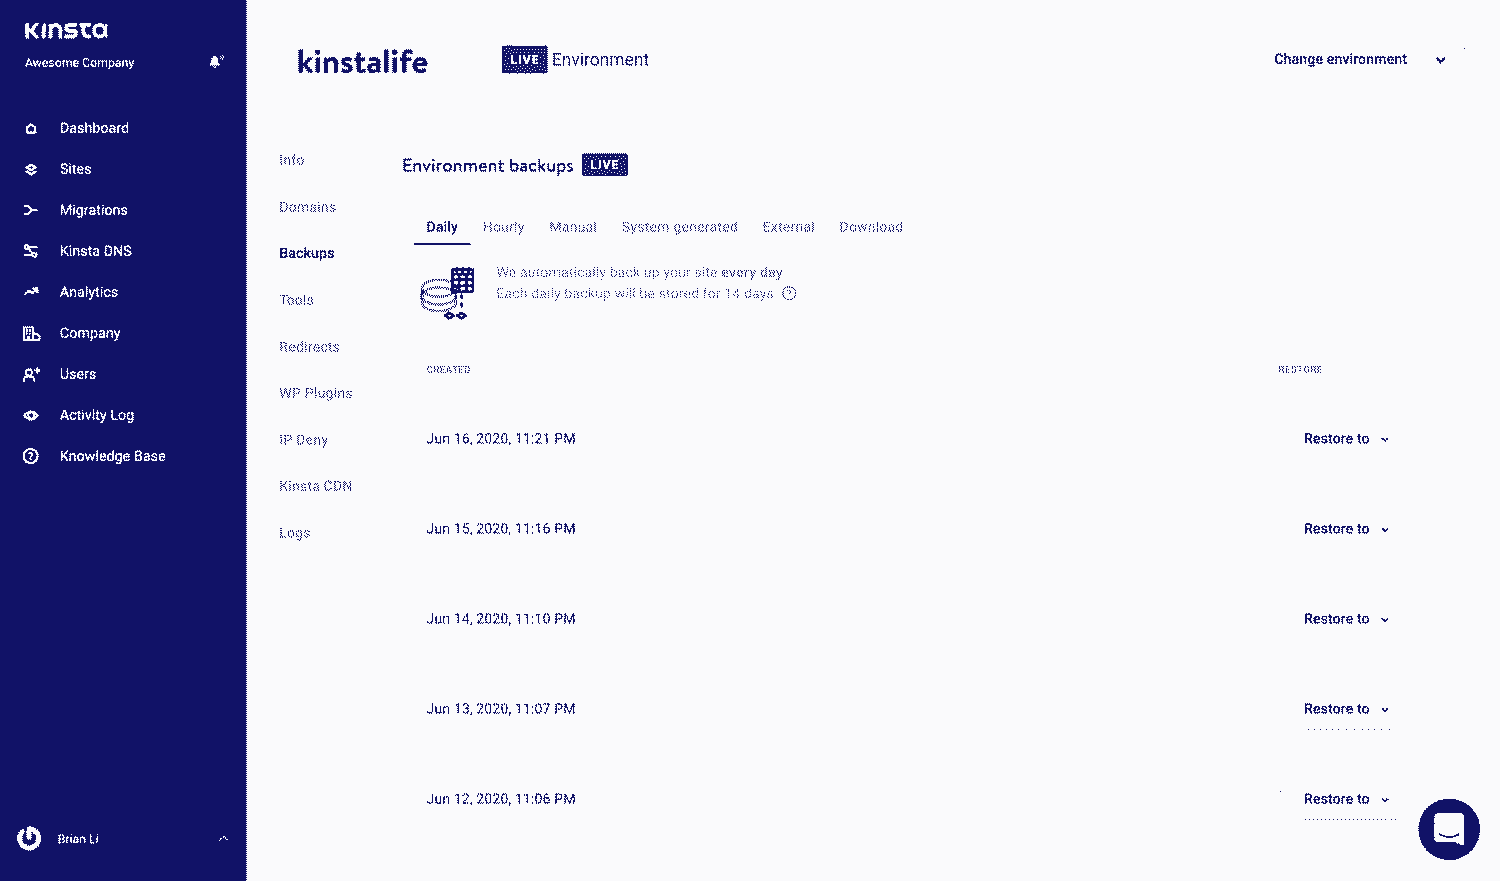 Kinsta
Awesome Company
Dashboard
Sites
Migrations
Kinsta DNS
Analytics
Company
Users
Activity Log
Knowledge Base
Brian Li
kinstalife
LIVE Environment
Change environment
Info
Domains
Backups
Tools
Redirects
WP Plugins
IP Deny
Kinsta CDN
Logs
Environment backups LIVE
Daily Hourly Manual System generated External Download
We automatically back up your site every day
Each daily backup will be stored for 14 days
CREATED RESTORE
Jun 16, 2020, 11:21 PM Restore to
Jun 15, 2020, 11:16 PM Restore to
Jun 14, 2020, 11:10 PM Restore to
Jun 13, 2020, 11:07 PM Restore to
Jun 12, 2020, 11:06 PM Restore to